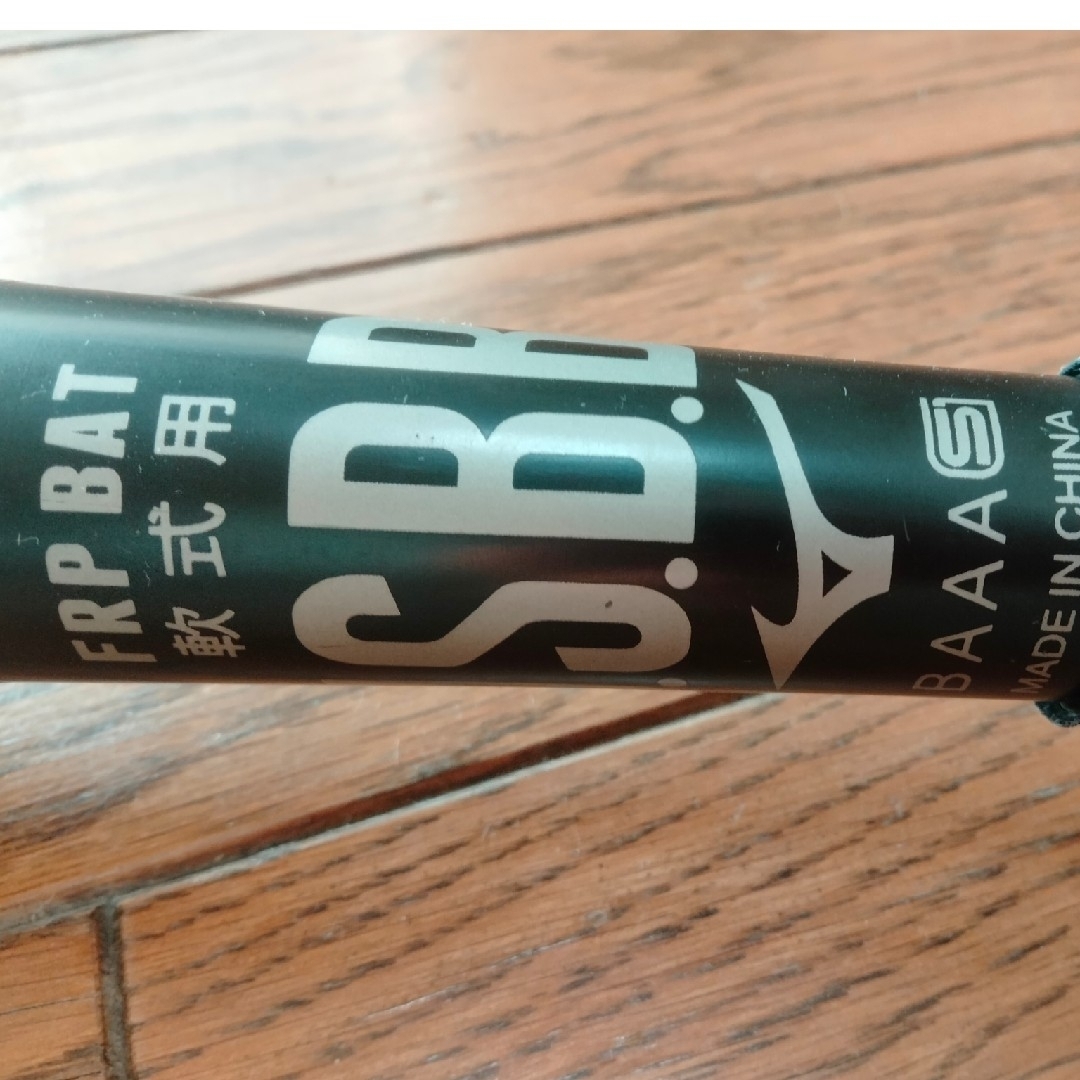 FRP BAT
軟式用
S.B.B
BAAA
S
MADE IN CHINA